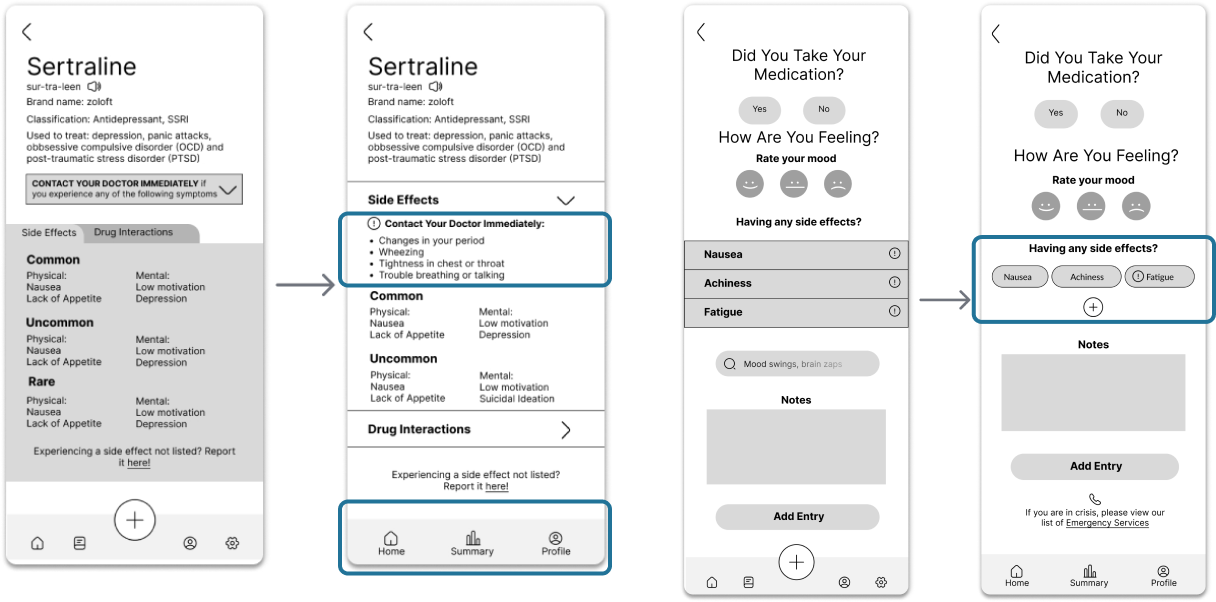 Sertraline
sur-tra-leen
Brand name: zoloft
Classification: Antidepressant, SSRI
Used to treat: depression, panic attacks,
obbsessive compulsive disorder (OCD) and
post-traumatic stress disorder (PTSD)
CONTACT YOUR DOCTOR IMMEDIATELY if
you experience any of the following symptoms
Side Effects
Drug Interactions
Common
Physical:
Mental:
Nausea
Low motivation
Lack of Appetite
Depression
Uncommon
Physical:
Mental:
Nausea
Low motivation
Lack of Appetite
Depression
Rare
Physical:
Mental:
Nausea
Low motivation
Lack of Appetite
Depression
Experiencing a side effect not listed? Report
it here!
Sertraline
sur-tra-leen
Brand name: zoloft
Classification: Antidepressant, SSRI
Used to treat: depression, panic attacks,
obbsessive compulsive disorder (OCD) and
post-traumatic stress disorder (PTSD)
Side Effects
Contact Your Doctor Immediately:
• Changes in your period
• Wheezing
• Tightness in chest or throat
• Trouble breathing or talking
Common
Physical:
Mental:
Nausea
Low motivation
Lack of Appetite
Depression
Uncommon
Physical:
Mental:
Nausea
Low motivation
Lack of Appetite
Suicidal Ideation
Drug Interactions
Experiencing a side effect not listed?
Report it here!
Home
Summary
Profile
Did You Take Your
Medication?
Yes
No
How Are You Feeling?
Rate your mood
Having any side effects?
Nausea
Achiness
Fatigue
Mood swings, brain zaps
Notes
Add Entry
Did You Take Your
Medication?
Yes
No
How Are You Feeling?
Rate your mood
Having any side effects?
Nausea
Achiness
Fatigue
Notes
Add Entry
If you are in crisis, please view our
list of Emergency Services
Home
Summary
Profile